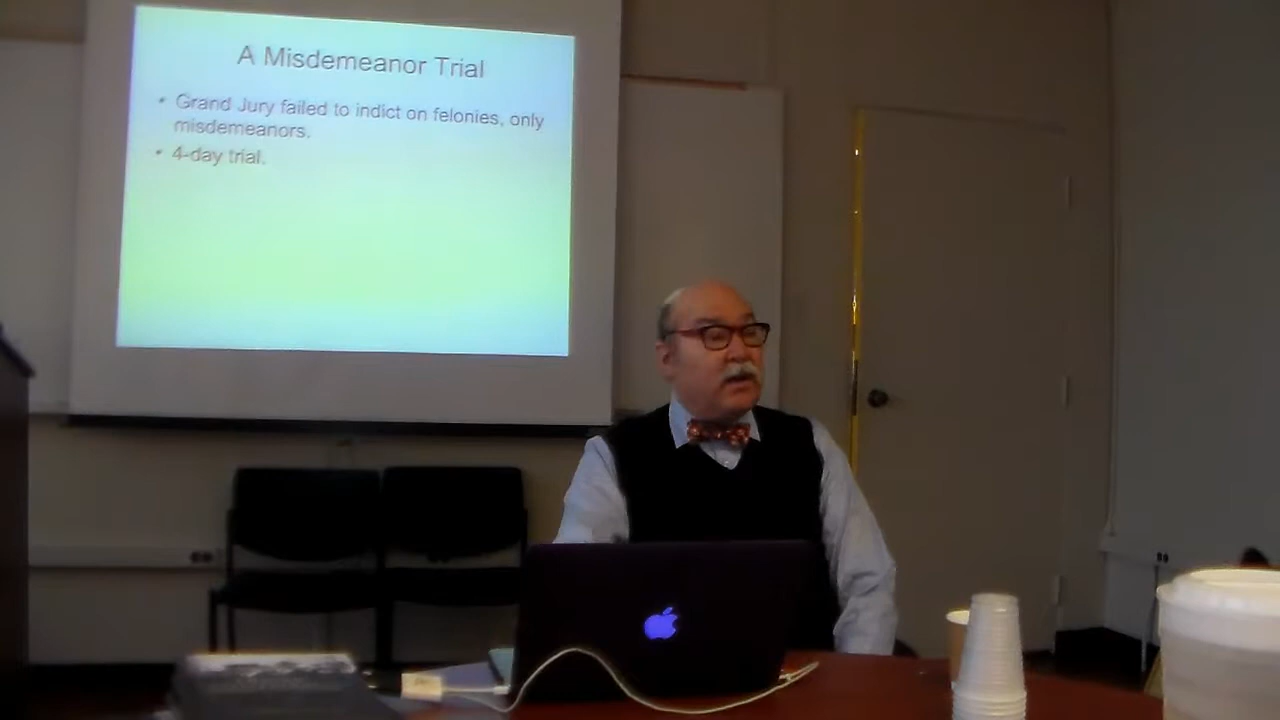 A Misdemeanor Trial
• Grand Jury failed to indict on felonies, only
misdemeanors.
• 4-day trial.